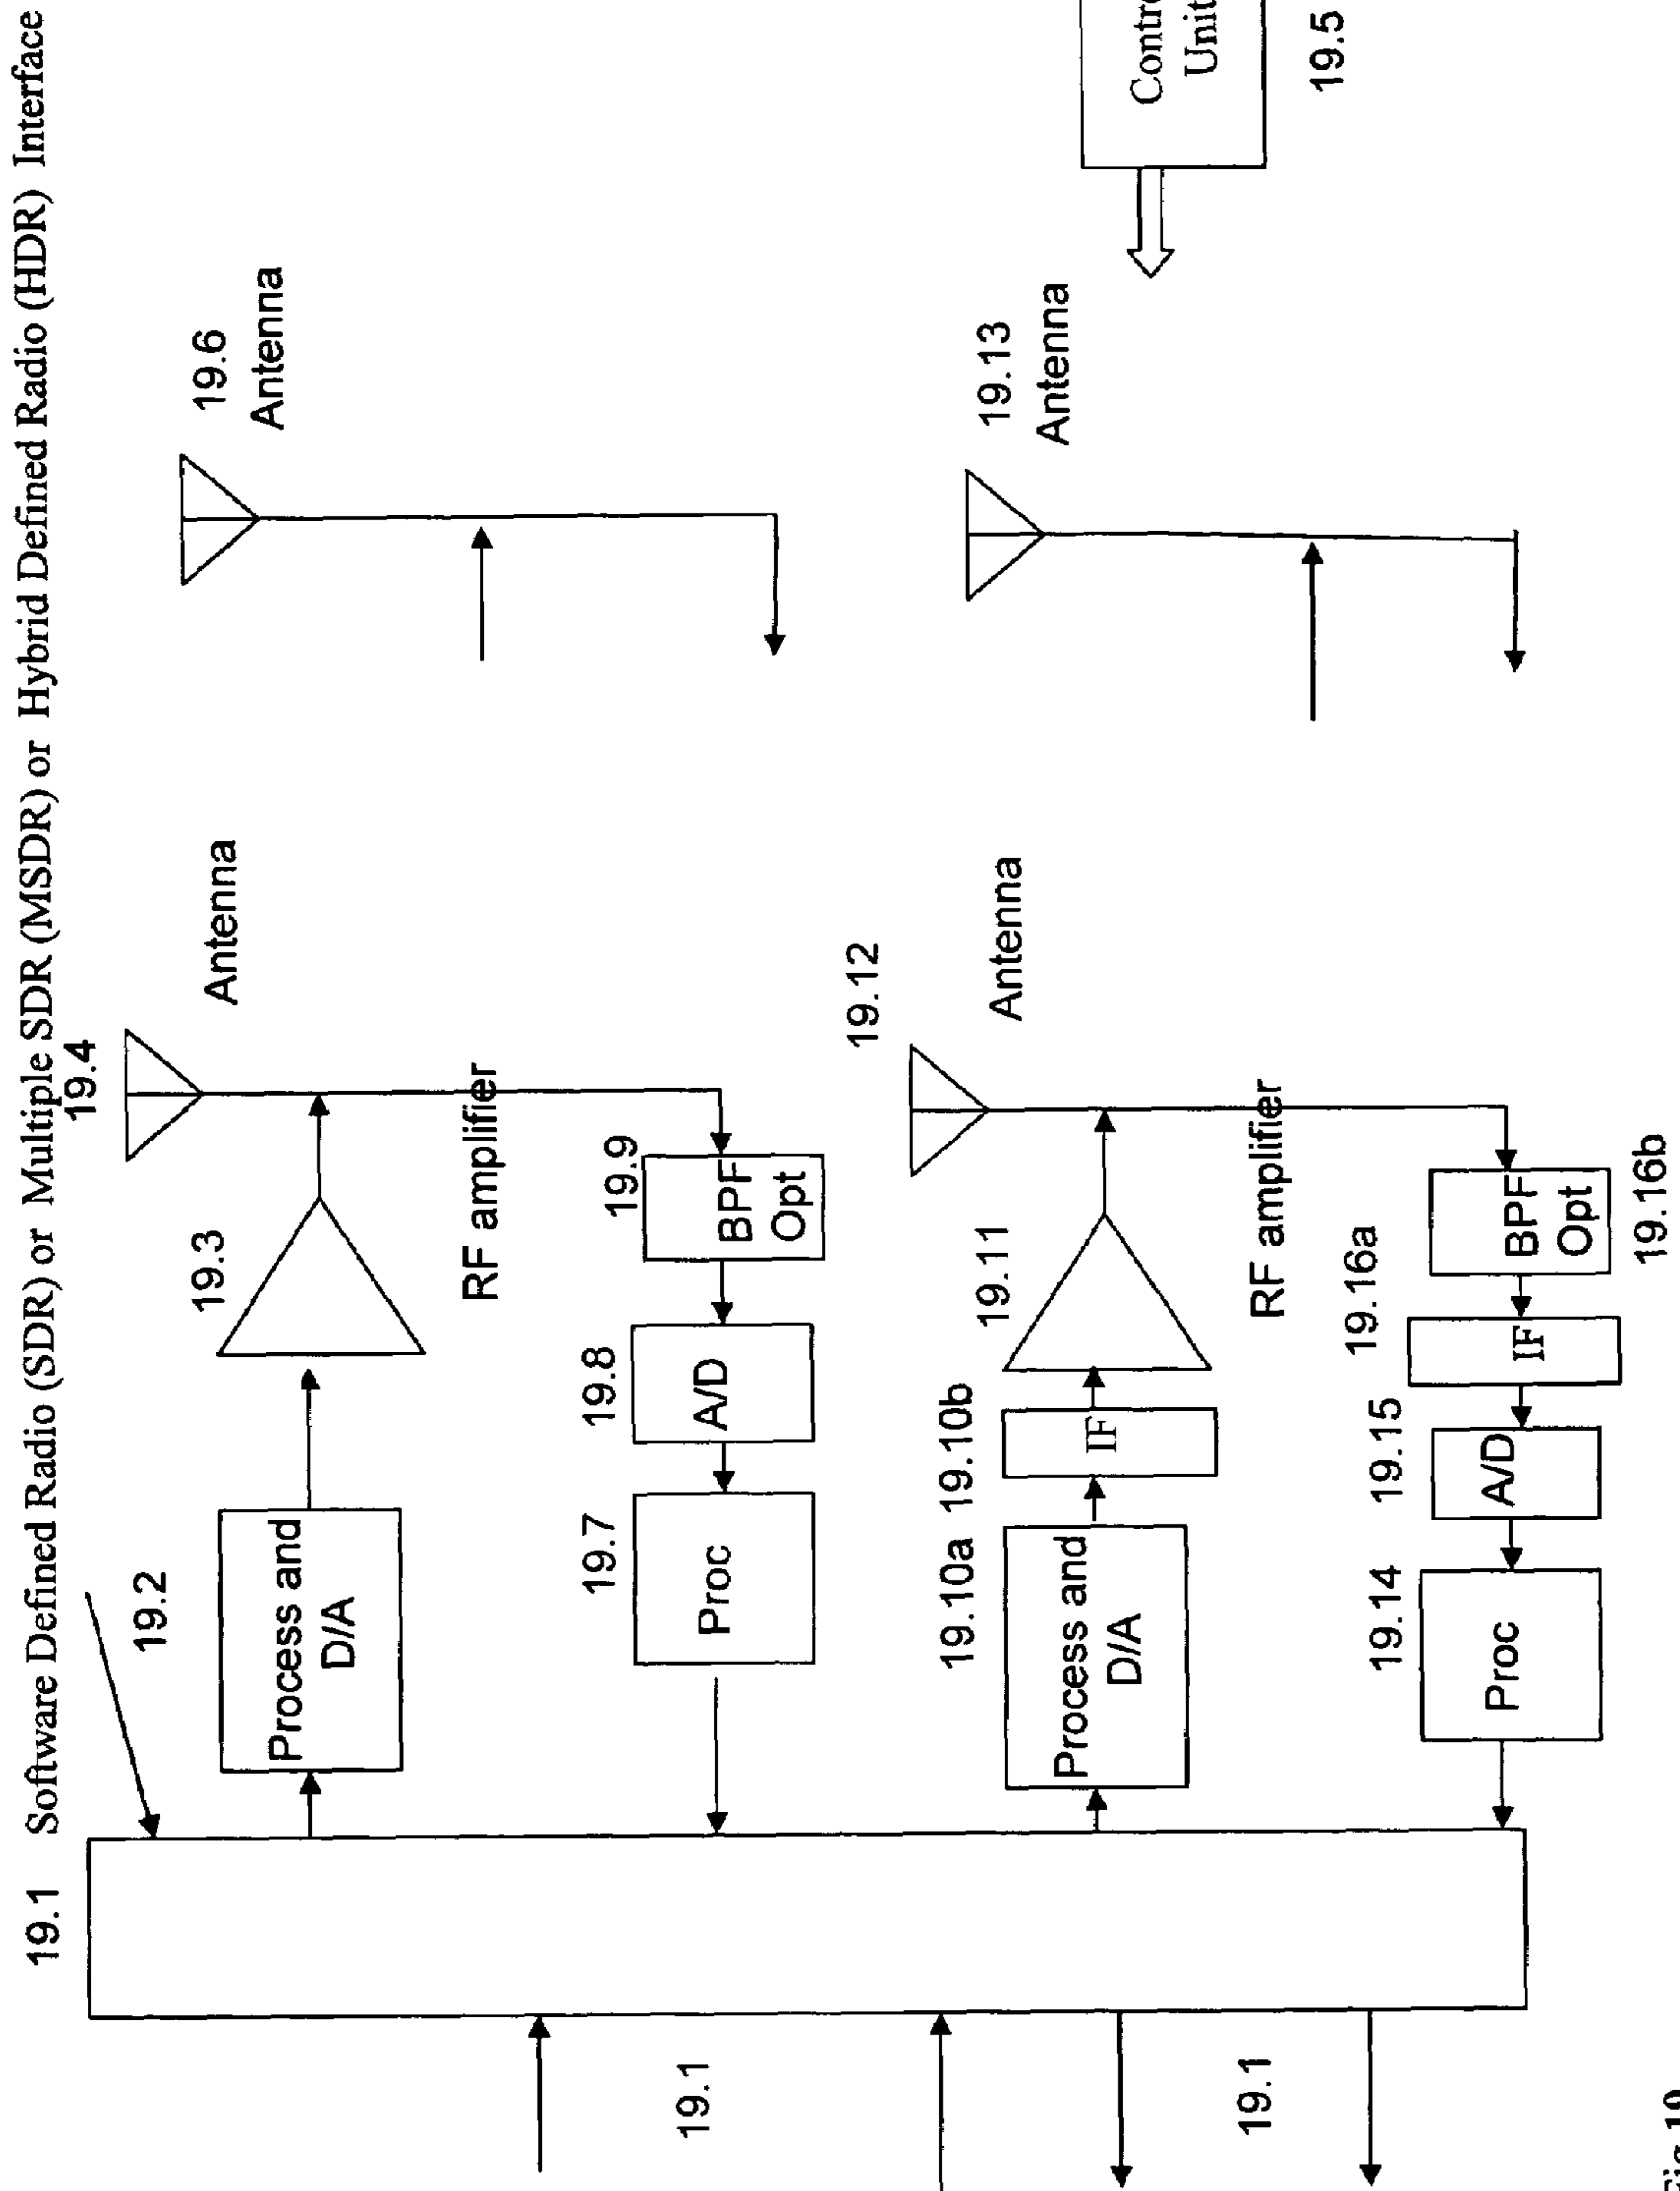 19.1 Software Defined Radio (SDR) or Multiple SDR (MSDR) or Hybrid Defined Radio (HDR) Interface
19.4
19.2
19.3
Antenna
19.6
Antenna
Process and
D/A
RF amplifier
19.7
19.8
19.9
Proc
A/D
BPF
Opt
19.1
19.12
19.10a 19.10b
19.11
Antenna
19.13
Antenna
Process and
D/A
IF
RF amplifier
Unit
19.5
19.14
19.15
19.16a
19.1
Proc
A/D
IF
BPF
Opt
19.16b
19